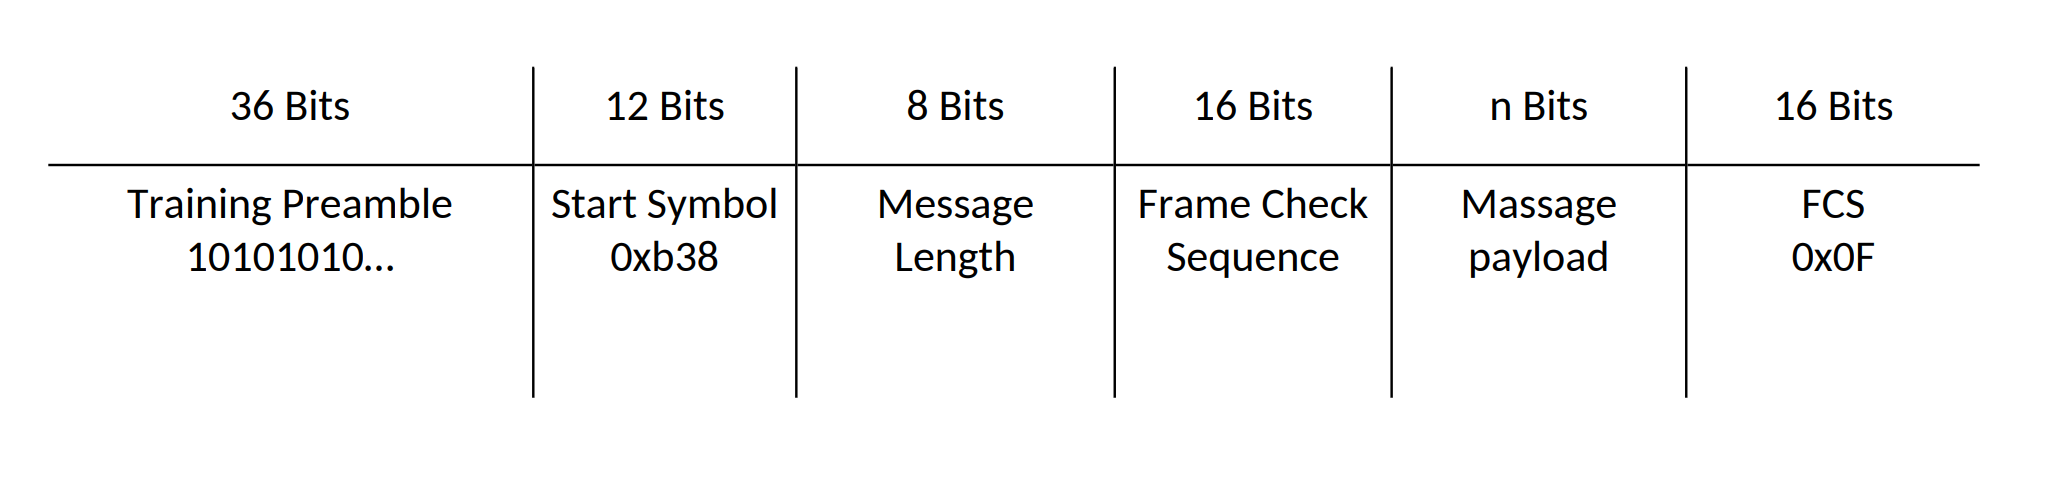 36 Bits 12 Bits 8 Bits 16 Bits n Bits 16 Bits
Training Preamble Start Symbol Message Frame Check Massage FCS
10101010... 0xb38 Length Sequence payload 0x0F